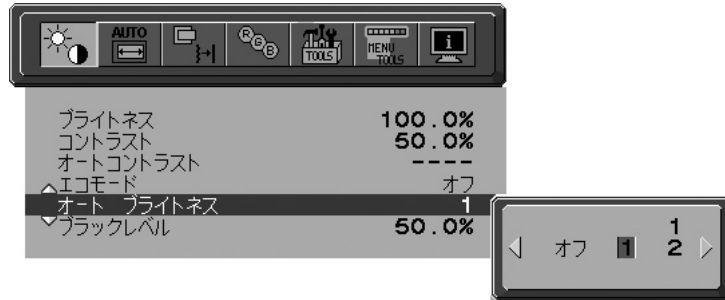 AUTO
RGB
TOOLS
MENU
TOOLS
i
ブライトネス 100.0%
コントラスト 50.0%
オートコントラスト ----
エコモード オフ
オート ブライトネス 1
ブラックレベル 50.0%
1
オフ 1 2